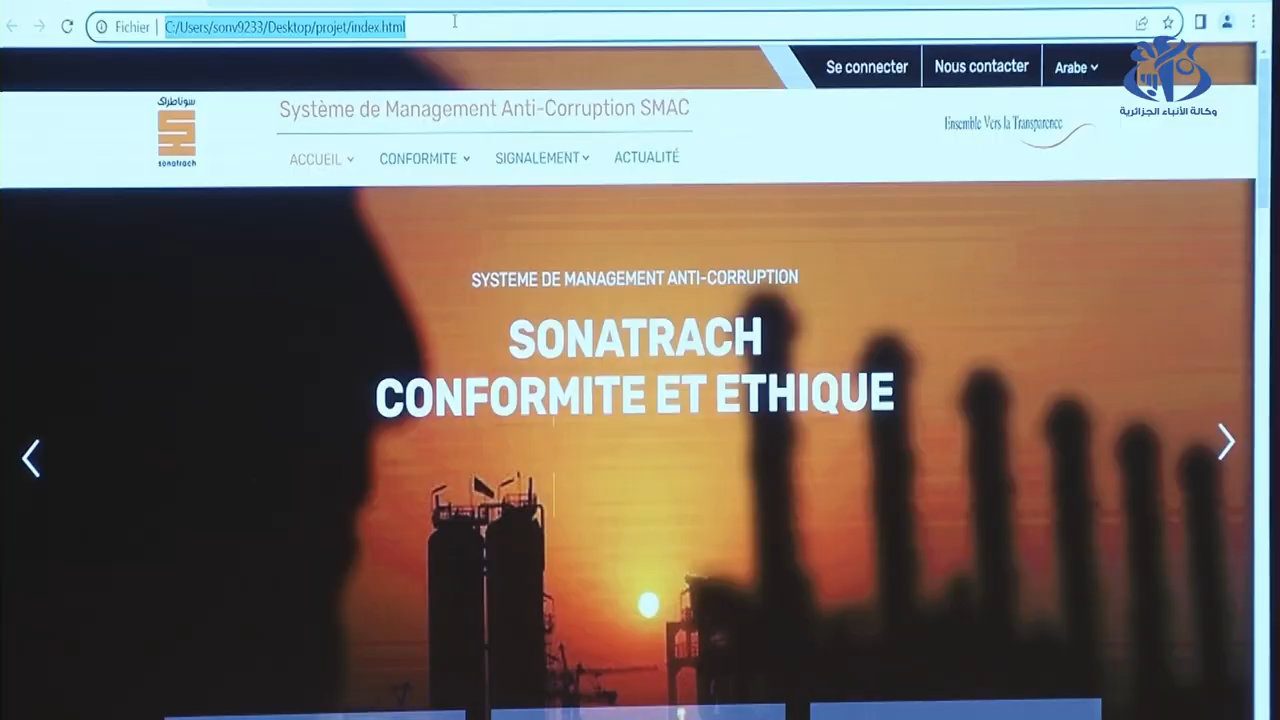 Fichier
C:/Users/sonv9233/Desktop/projet/index.html
Se connecter
Nous contacter
Arabe
وكالة الأنباء الجزائرية
سوناطراك
sonatrach
Système de Management Anti-Corruption SMAC
Ensemble Vers la Transparence
ACCUEIL
CONFORMITE
SIGNALEMENT
ACTUALITÉ
SYSTEME DE MANAGEMENT ANTI-CORRUPTION
SONATRACH
CONFORMITE ET ETHIQUE